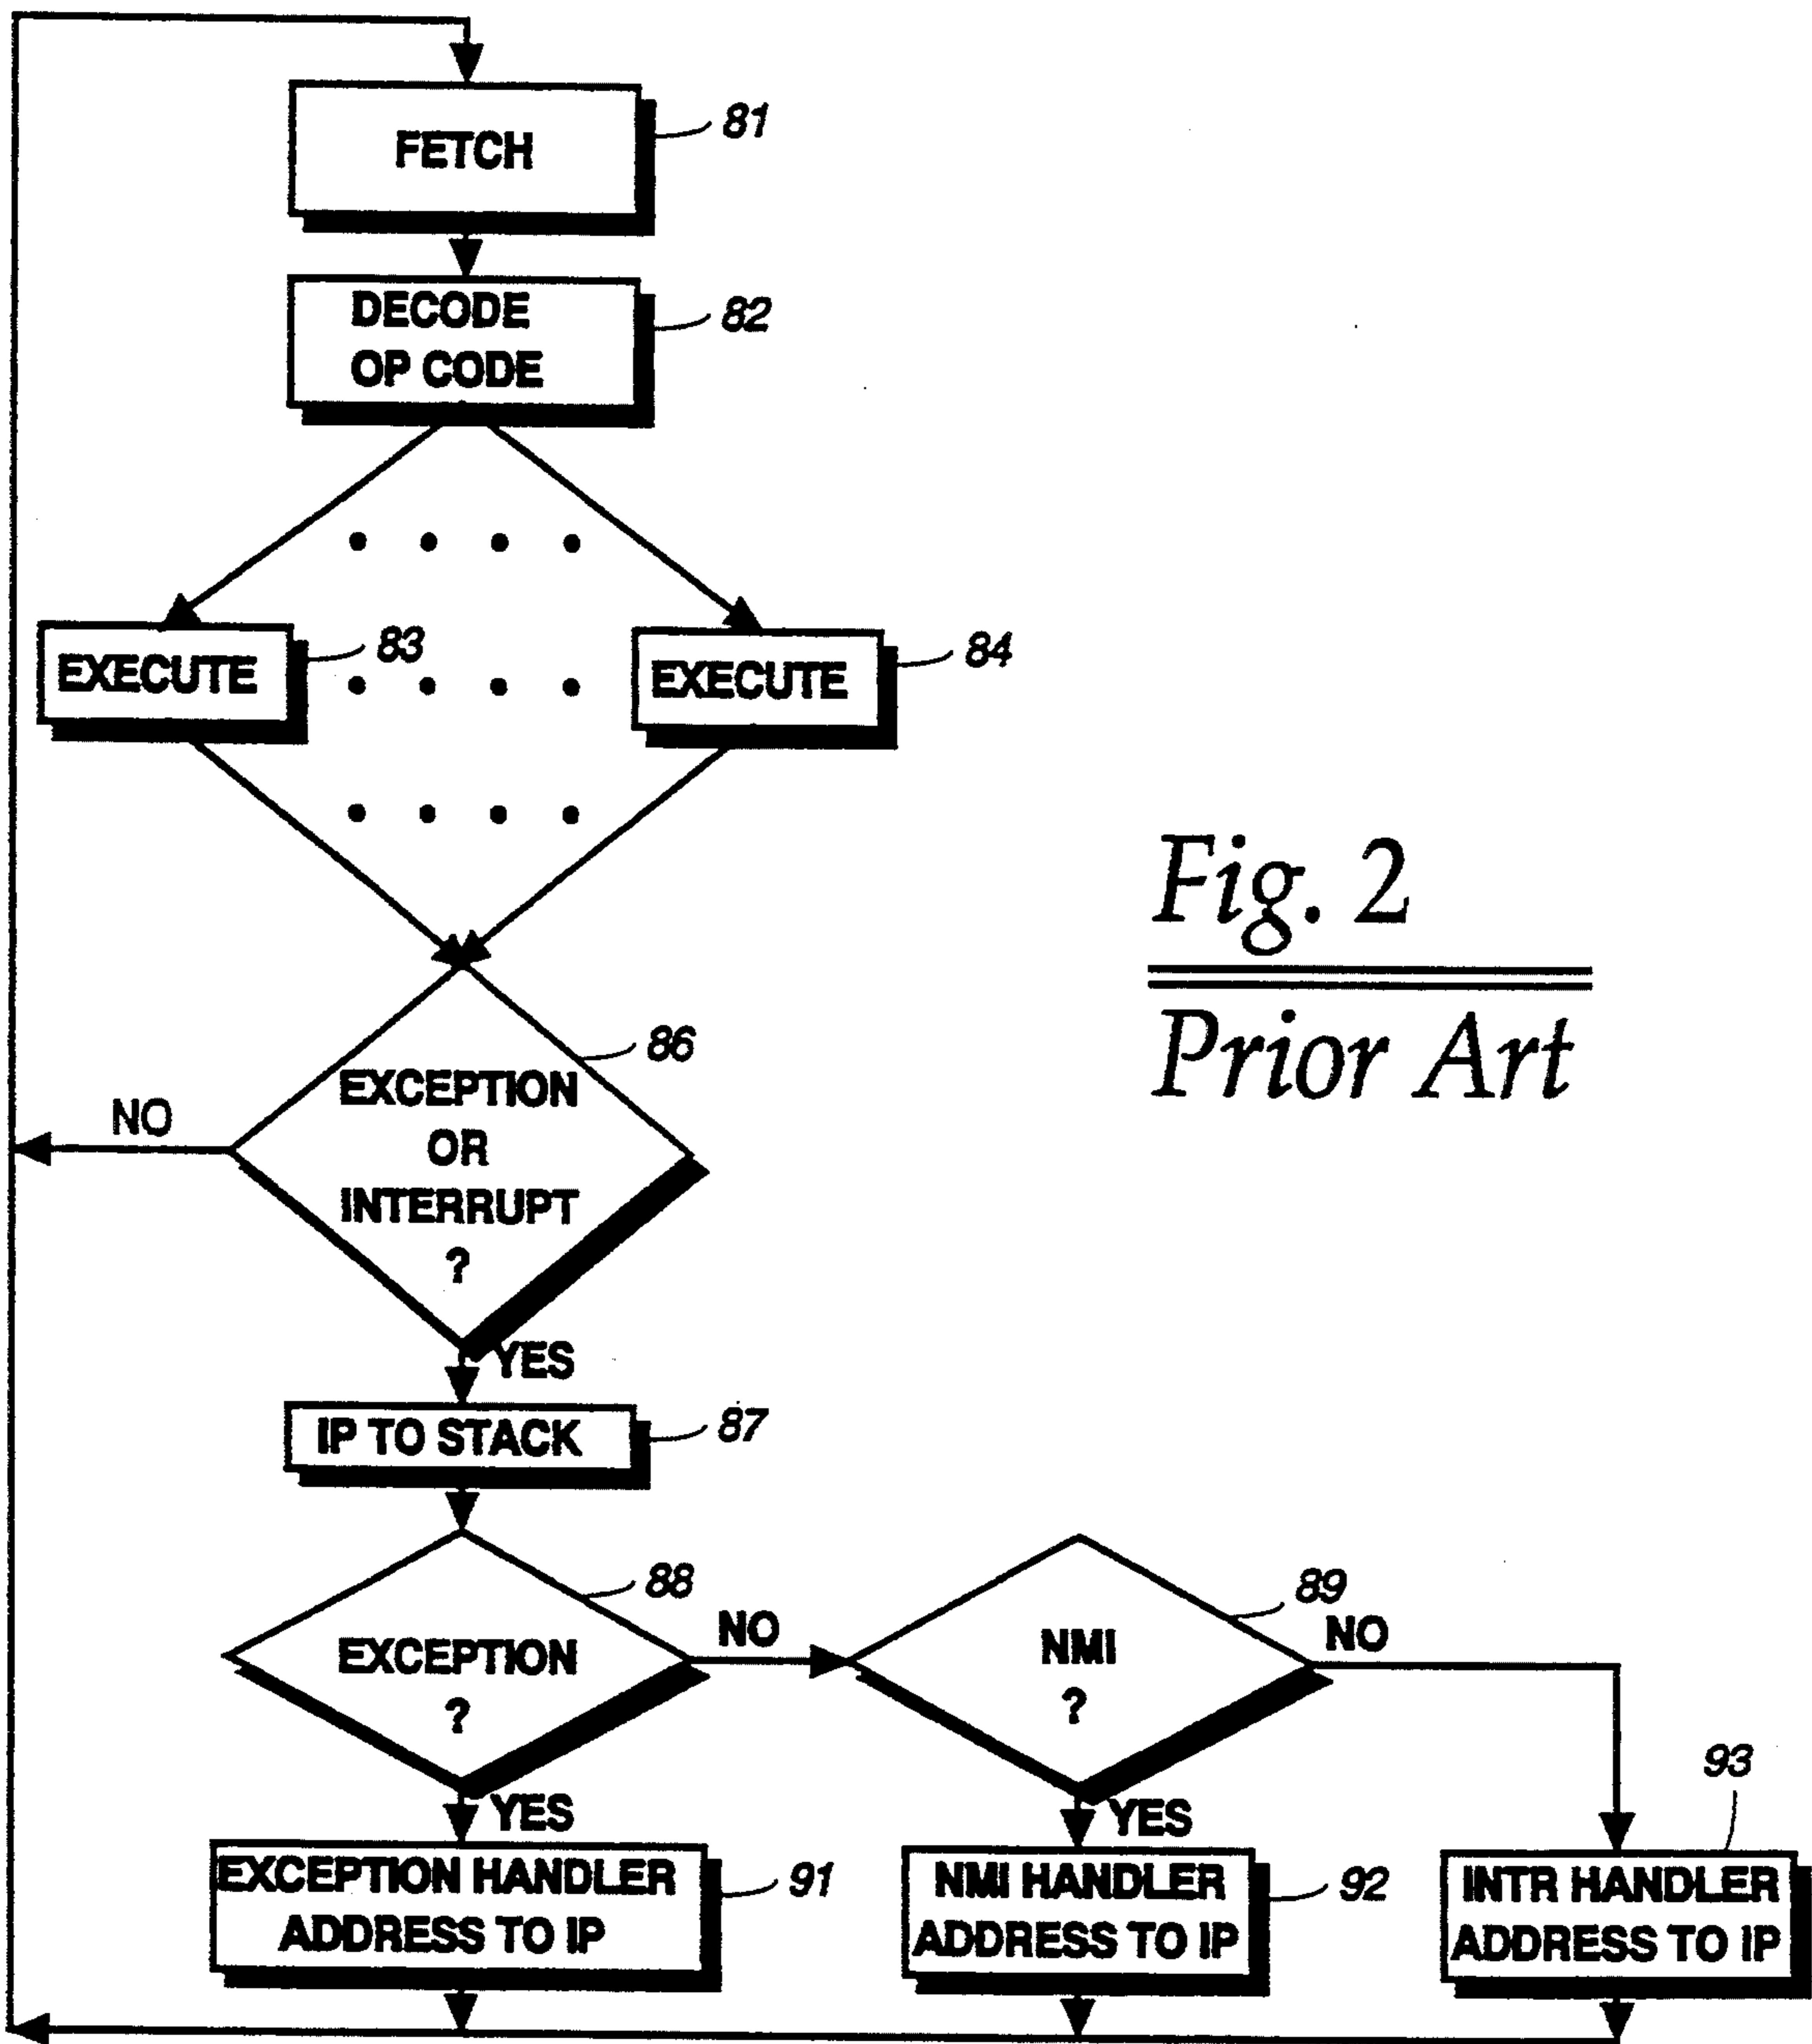 FETCH
81
DECODE
OP CODE
82
EXECUTE
83
EXECUTE
84
Fig. 2
Prior Art
86
EXCEPTION
OR
INTERRUPT
?
NO
YES
IP TO STACK
87
88
EXCEPTION
?
NO
89
NMI
?
NO
YES
YES
93
EXCEPTION HANDLER
ADDRESS TO IP
91
NMI HANDLER
ADDRESS TO IP
92
INTR HANDLER
ADDRESS TO IP